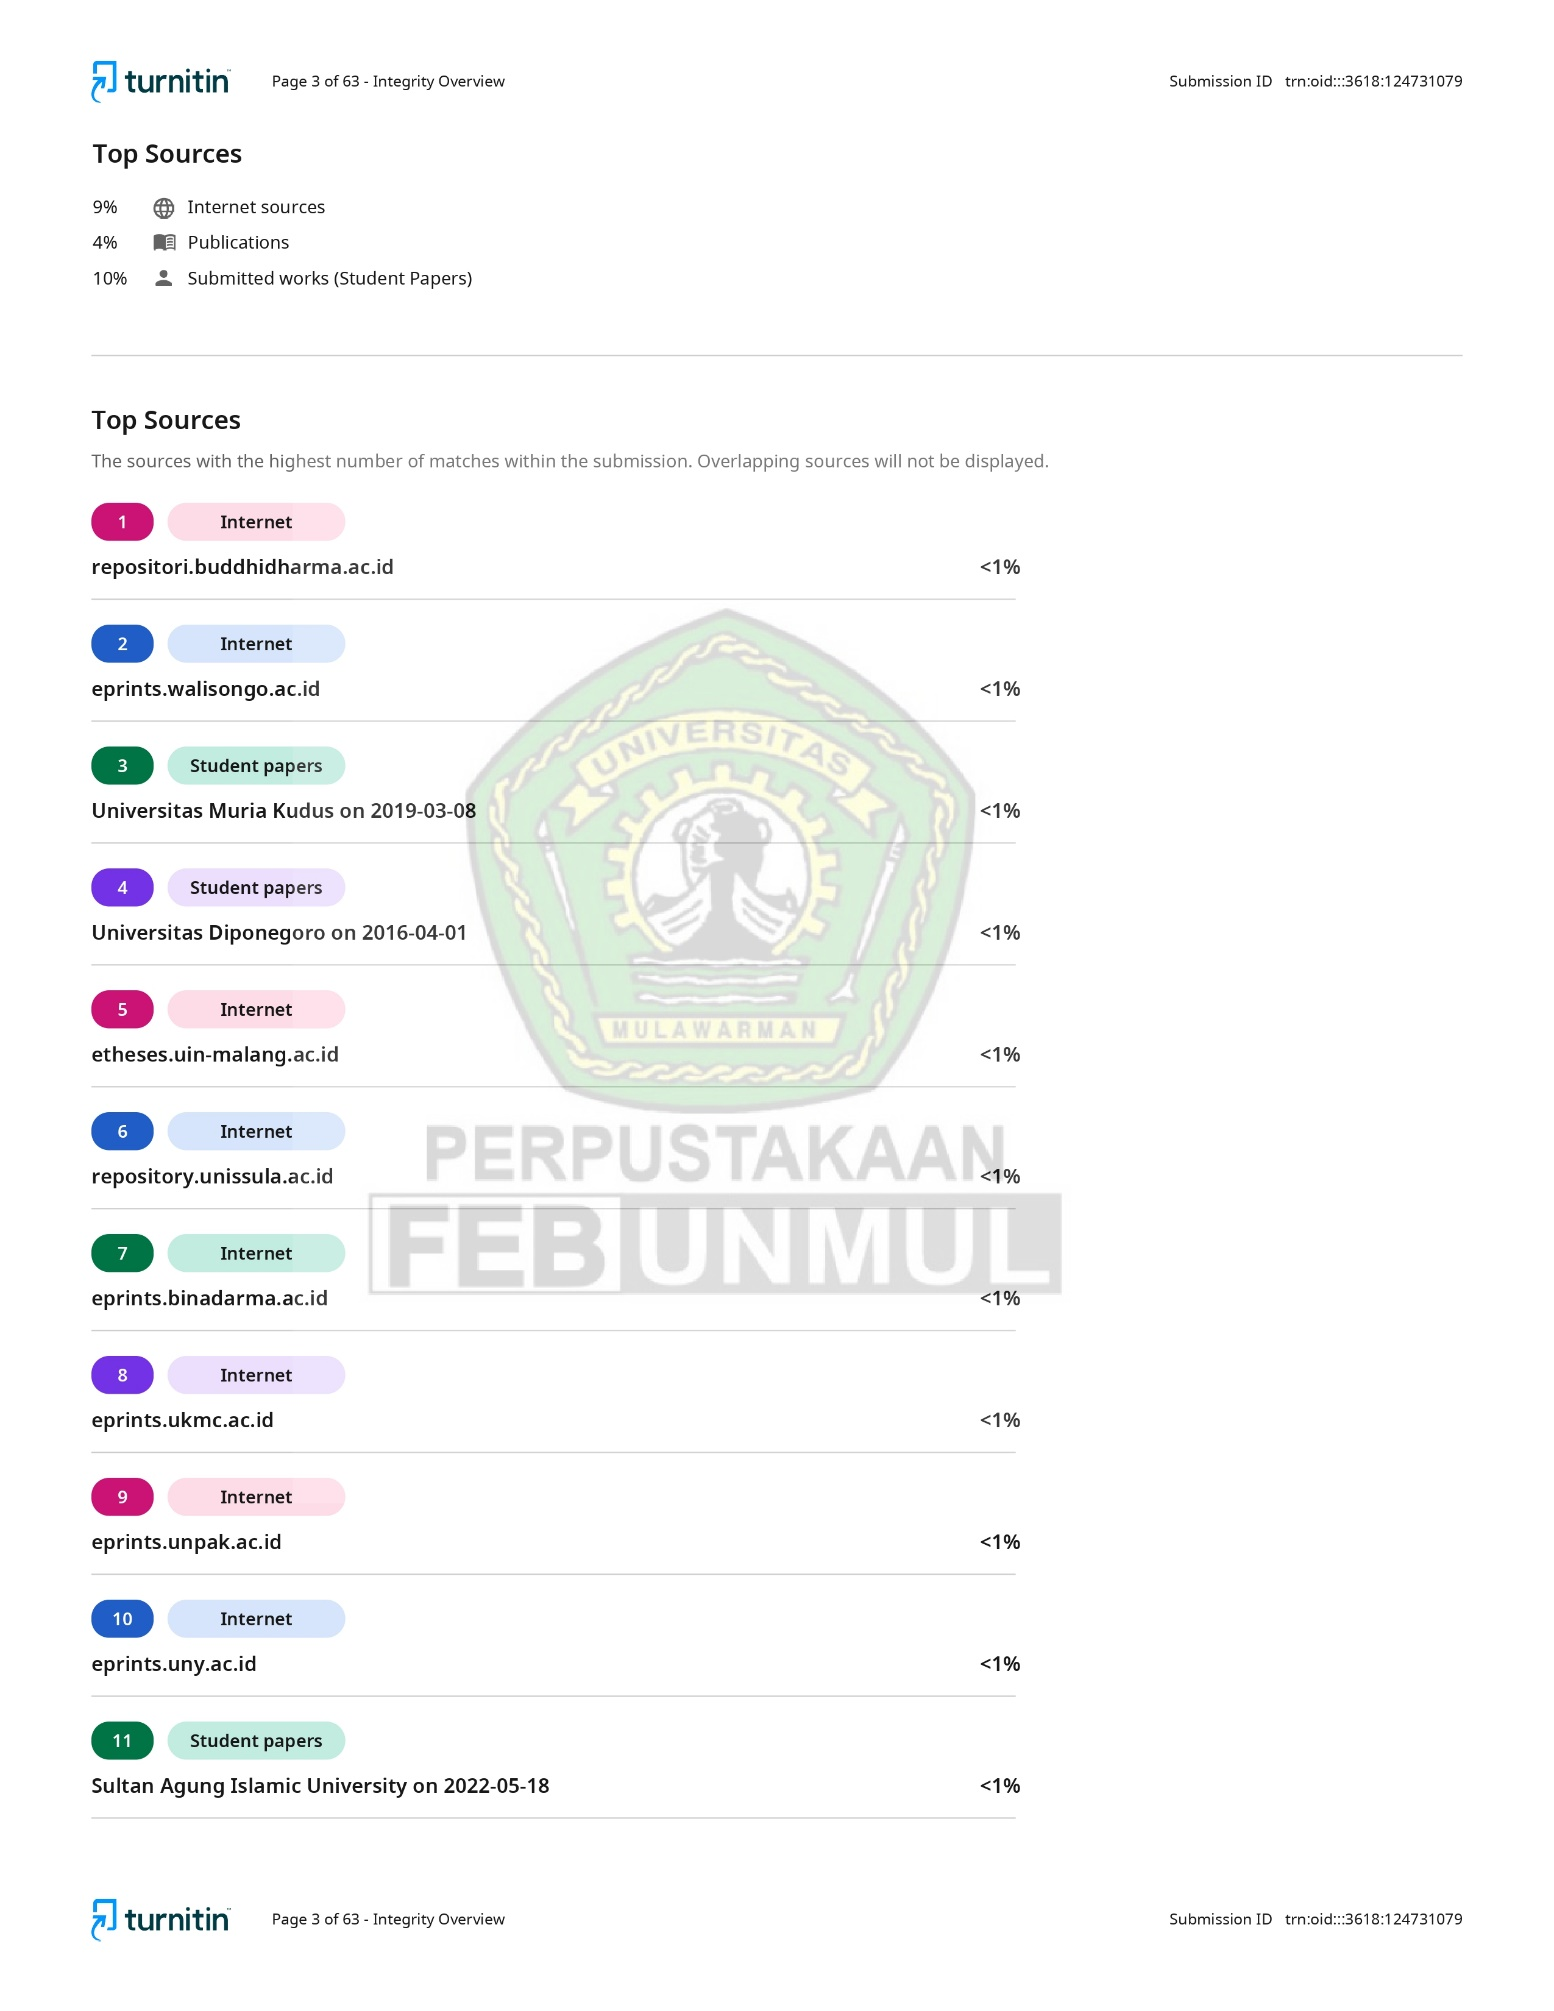 turnitin Page 3 of 63 - Integrity Overview Submission ID trn:oid:::3618:124731079
Top Sources
9% Internet sources
4% Publications
10% Submitted works (Student Papers)
Top Sources
The sources with the highest number of matches within the submission. Overlapping sources will not be displayed.
1 Internet
repositori.buddhidharma.ac.id <1%
2 Internet
eprints.walisongo.ac.id <1%
3 Student papers
Universitas Muria Kudus on 2019-03-08 <1%
4 Student papers
Universitas Diponegoro on 2016-04-01 <1%
5 Internet
etheses.uin-malang.ac.id <1%
6 Internet
repository.unissula.ac.id <1%
7 Internet
eprints.binadarma.ac.id <1%
8 Internet
eprints.ukmc.ac.id <1%
9 Internet
eprints.unpak.ac.id <1%
10 Internet
eprints.uny.ac.id <1%
11 Student papers
Sultan Agung Islamic University on 2022-05-18 <1%
UNIVERSITAS
MULAWARMAN
PERPUSTAKAAN
FEB UNMUL
turnitin Page 3 of 63 - Integrity Overview Submission ID trn:oid:::3618:124731079